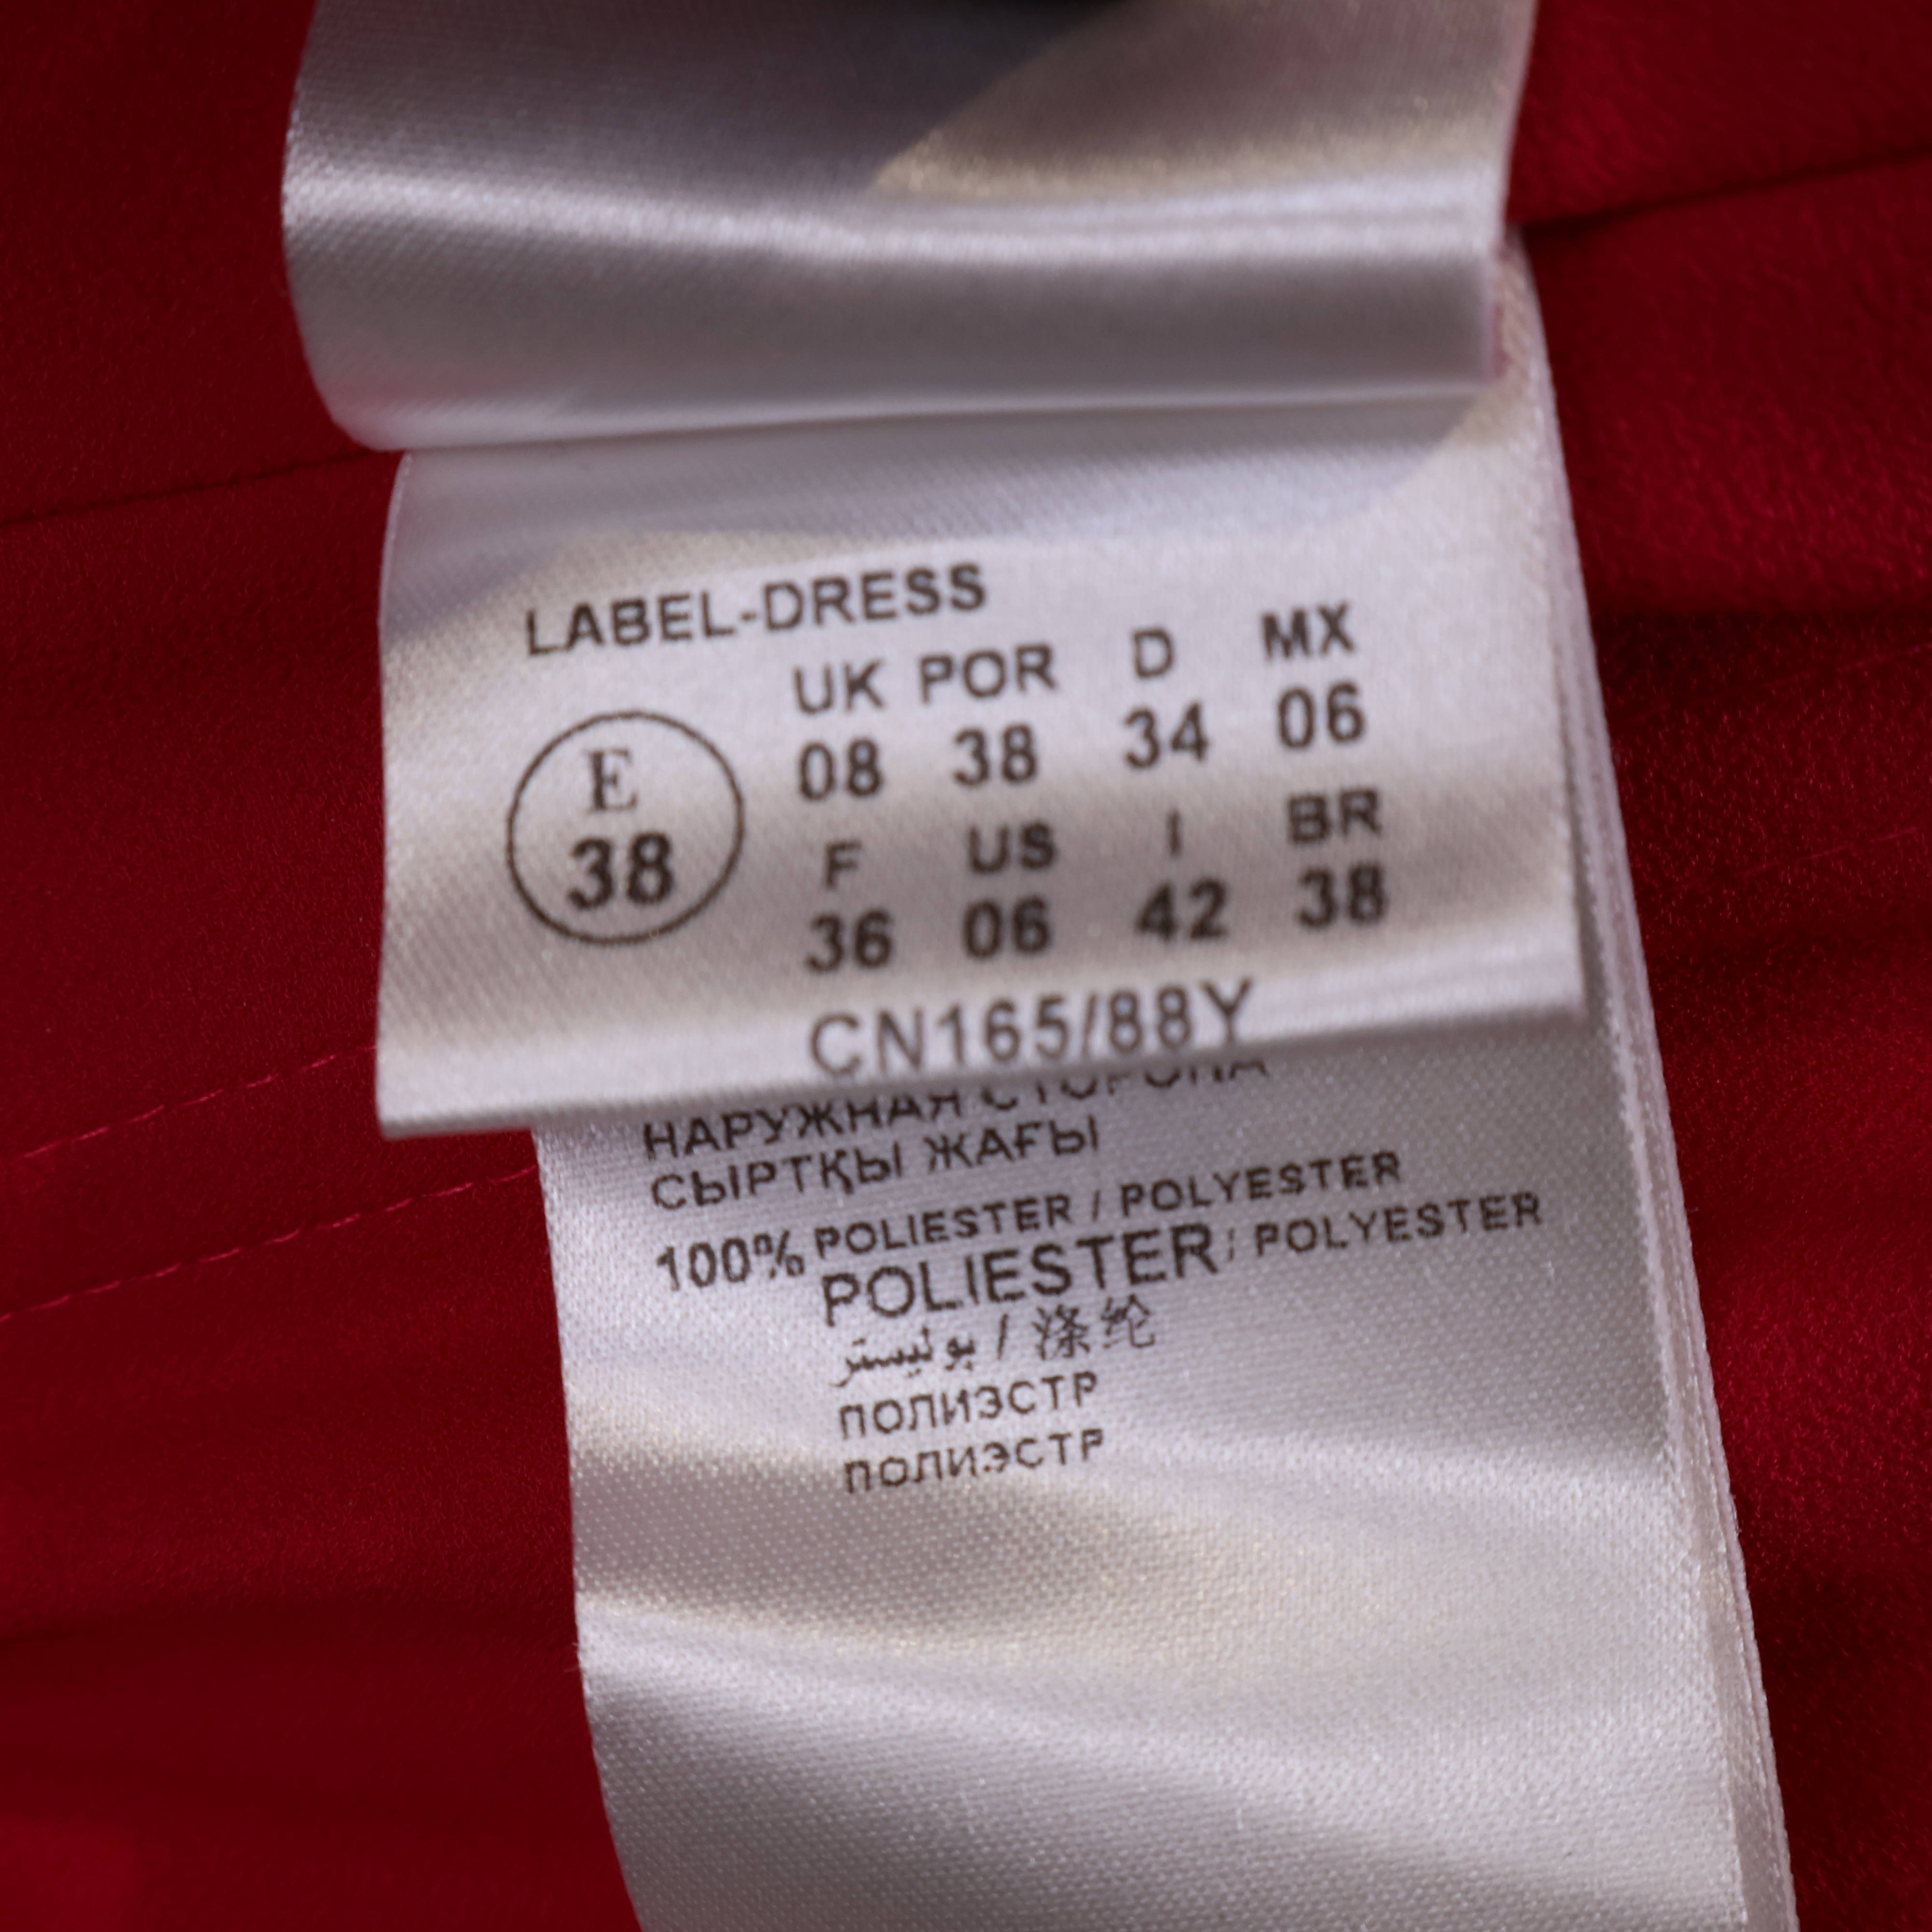 LABEL-DRESS
UK POR D MX
E 08 38 34 06
38 F US I BR
36 06 42 38
CN165/88Y
НАРУЖНАЯ СТОРОНА
СЫРТҚЫ ЖАҒЫ
100% POLIESTER / POLYESTER
POLIESTER / POLYESTER
بوليستر / 涤纶
ПОЛИЭСТР
ПОЛИЭСТР